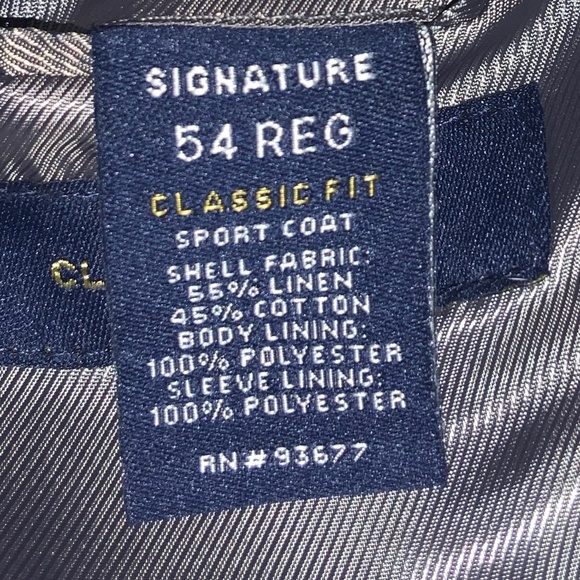 SIGNATURE
54 REG
CLASSIC FIT
SPORT COAT
SHELL FABRIC:
55% LINEN
45% COTTON
BODY LINING:
100% POLYESTER
SLEEVE LINING:
100% POLYESTER
RN#93677
CL